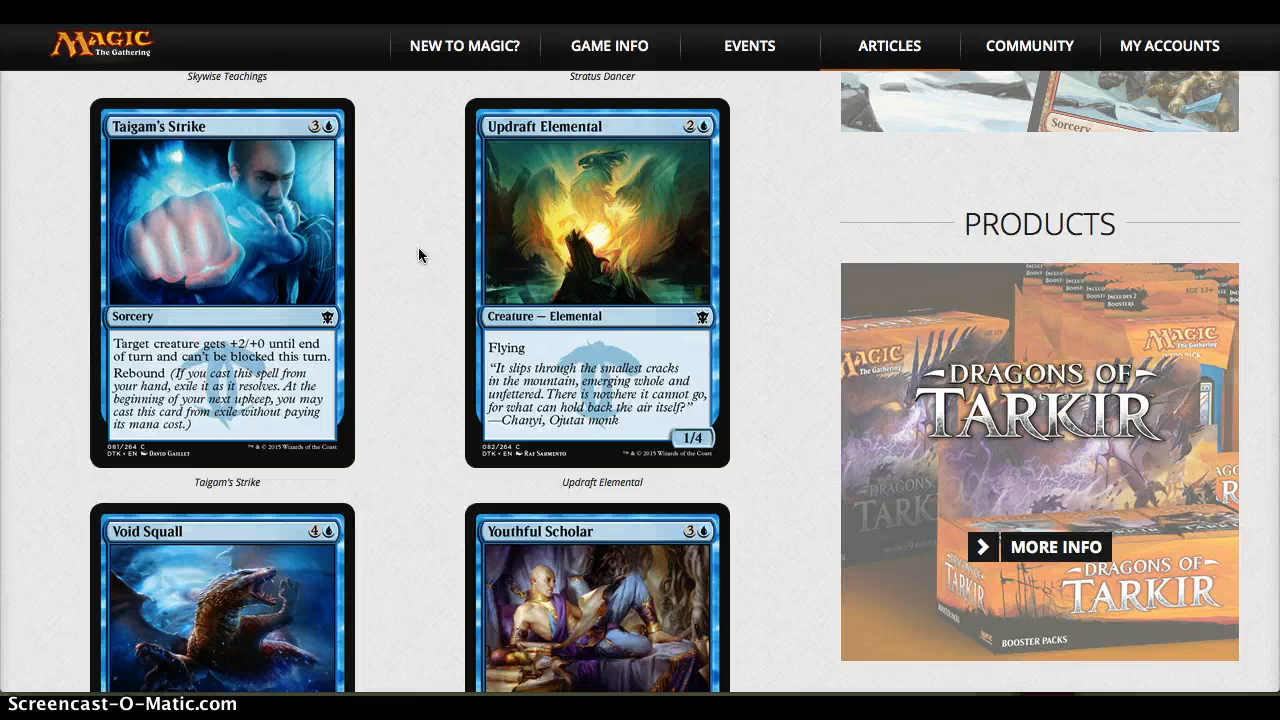 MAGIC
The Gathering
NEW TO MAGIC?
GAME INFO
EVENTS
ARTICLES
COMMUNITY
MY ACCOUNTS
Skywise Teachings
Stratus Dancer
Taigam's Strike
3
Sorcery
Target creature gets +2/+0 until end
of turn and can't be blocked this turn.
Rebound (If you cast this spell from
your hand, exile it as it resolves. At the
beginning of your next upkeep, you may
cast this card from exile without paying
its mana cost.)
081/264 C
DTK • EN DAVID GAILLET
™ & © 2015 Wizards of the Coast
Taigam's Strike
Updraft Elemental
2
Creature — Elemental
Flying
"It slips through the smallest cracks
in the mountain, emerging whole and
unfettered. There is nowhere it cannot go,
for what can hold back the air itself?"
—Chanyi, Ojutai monk
1/4
082/264 C
DTK • EN RAF SARMENTO
™ & © 2015 Wizards of the Coast
Updraft Elemental
Void Squall
4
Youthful Scholar
3
Sorcery
PRODUCTS
AGE 13+
INCLUDES 2
BOOSTERS
MAGIC
The Gathering
DRAGONS OF
TARKIR
MORE INFO
DRAGONS OF
TARKIR
MAGIC
BOOSTER PACKS
Screencast-O-Matic.com